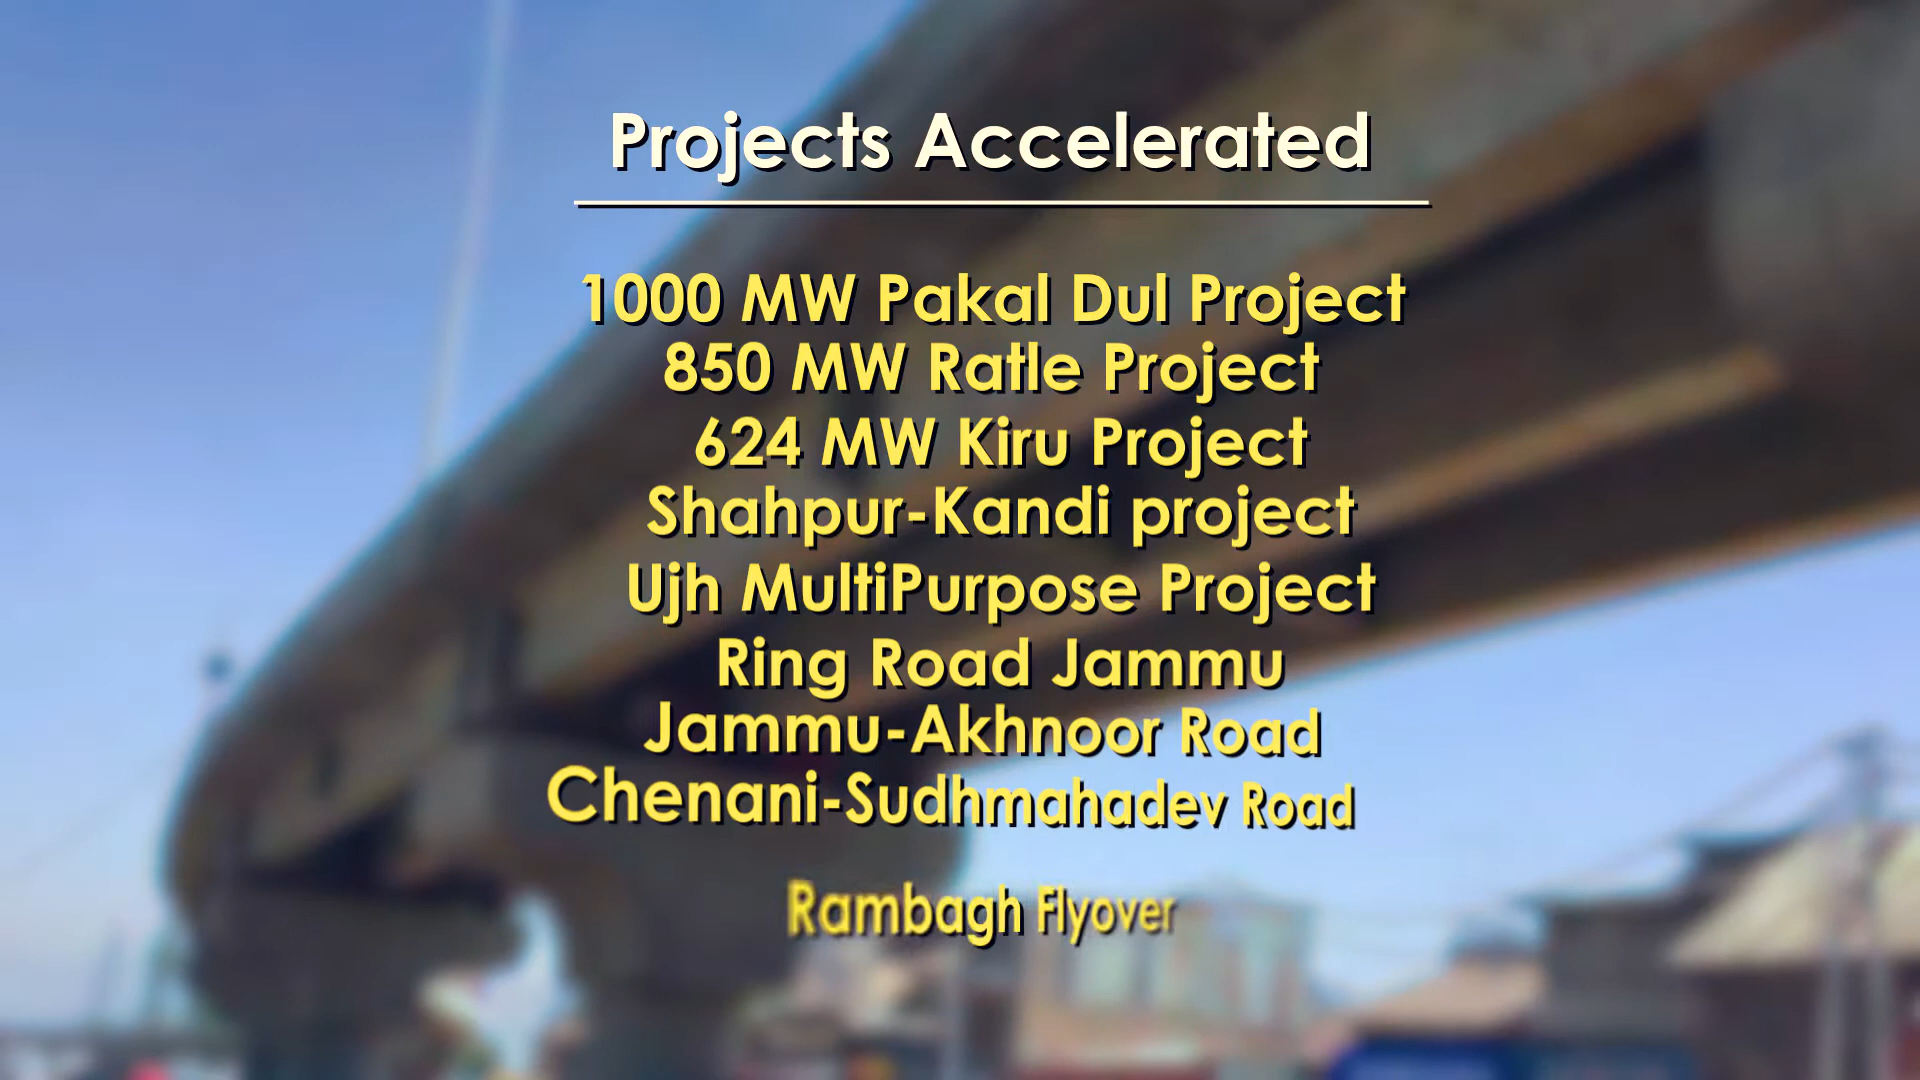 Projects Accelerated
1000 MW Pakal Dul Project
850 MW Ratle Project
624 MW Kiru Project
Shahpur-Kandi project
Ujh MultiPurpose Project
Ring Road Jammu
Jammu-Akhnoor Road
Chenani-Sudhmahadev Road
Rambagh Flyover